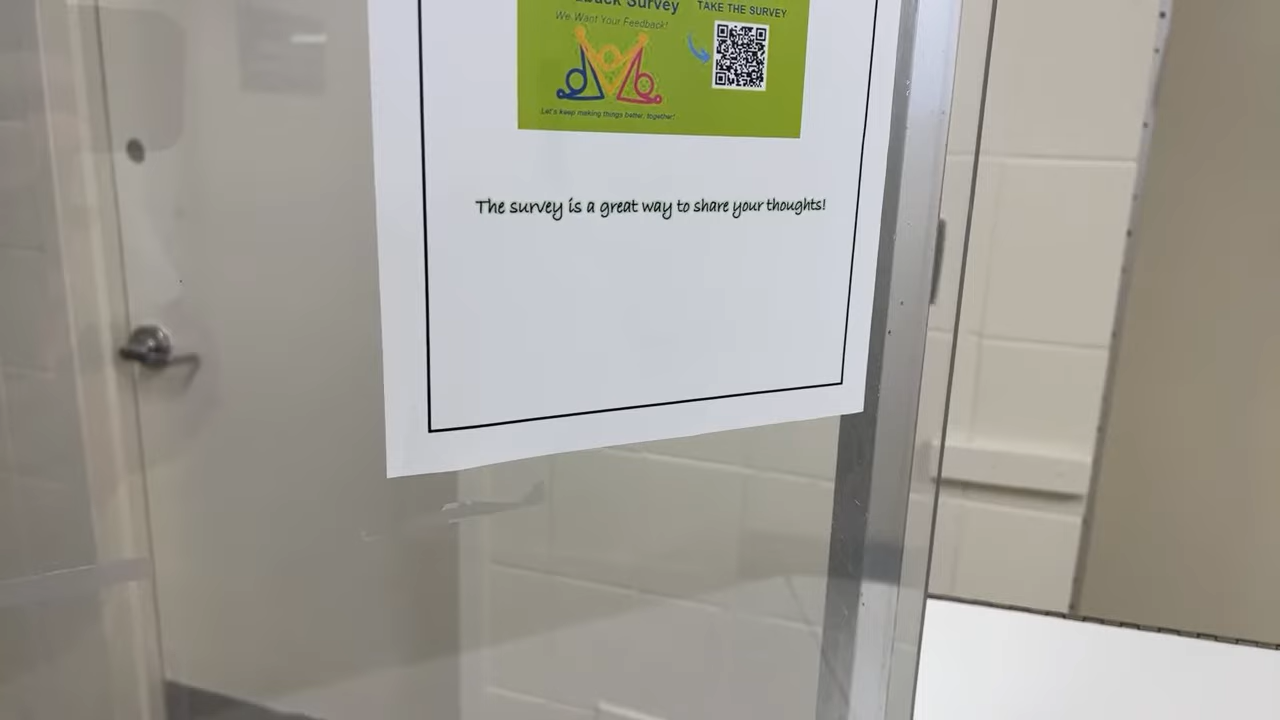 Survey
TAKE THE SURVEY
We Want Your Feedback!
Let's keep making things better, together!
The survey is a great way to share your thoughts!